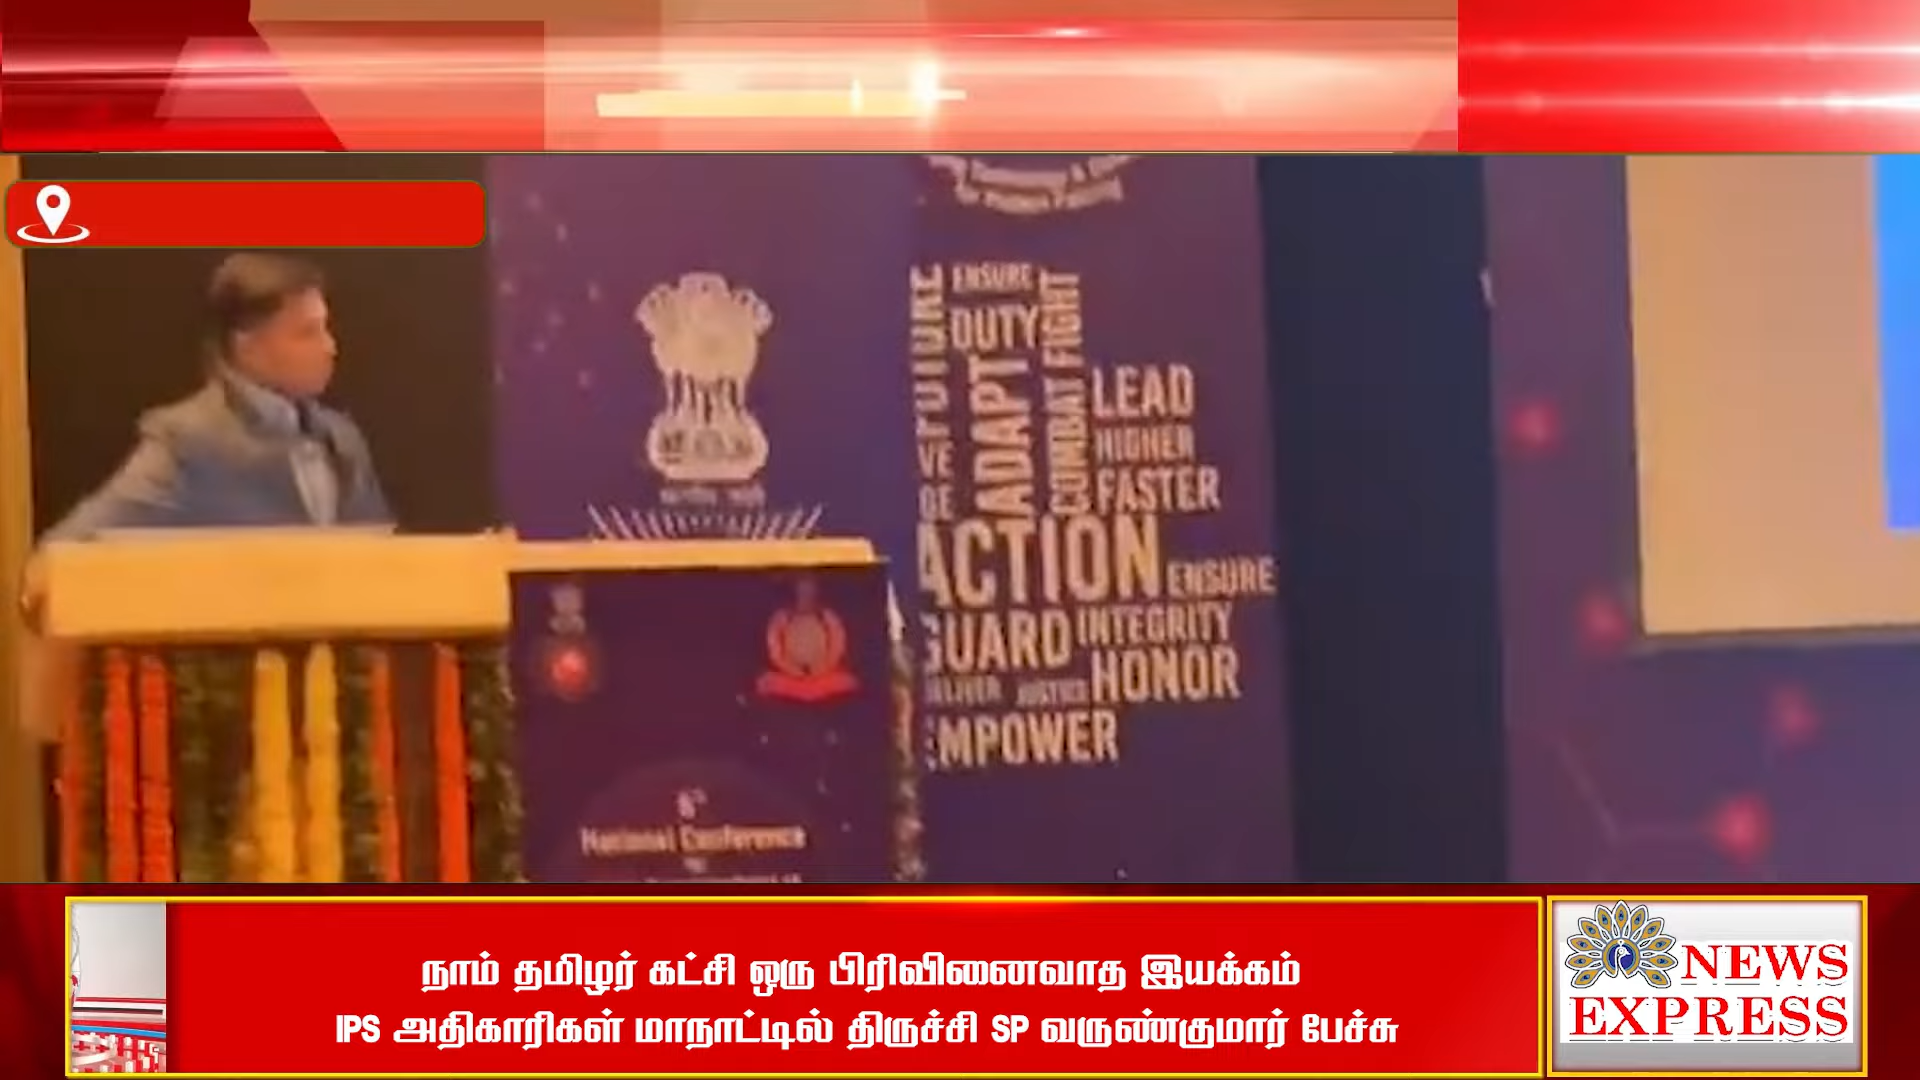 ENSURE
DUTY
ADAPT
COMBAT FIGHT
LEAD
HIGHER
FASTER
ACTION
ENSURE
GUARD
INTEGRITY
JUSTICE
HONOR
EMPOWER
National Conference
நாம் தமிழர் கட்சி ஒரு பிரிவினைவாத இயக்கம்
IPS அதிகாரிகள் மாநாட்டில் திருச்சி SP வருண்குமார் பேச்சு
NEWS
EXPRESS